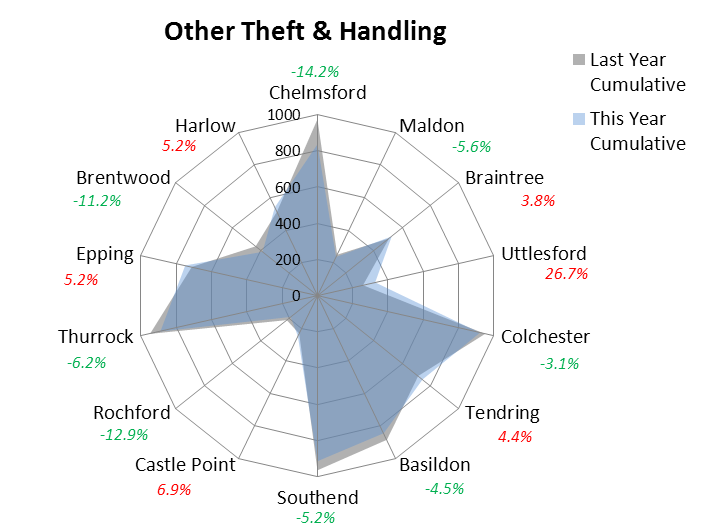 Other Theft & Handling
Last Year
Cumulative
This Year
Cumulative
-14.2%
Chelmsford
Maldon
-5.6%
Braintree
3.8%
Uttlesford
26.7%
Colchester
-3.1%
Tendring
4.4%
Basildon
-4.5%
Southend
-5.2%
Castle Point
6.9%
Rochford
-12.9%
Thurrock
-6.2%
Epping
5.2%
Brentwood
-11.2%
Harlow
5.2%
1000
800
600
400
200
0